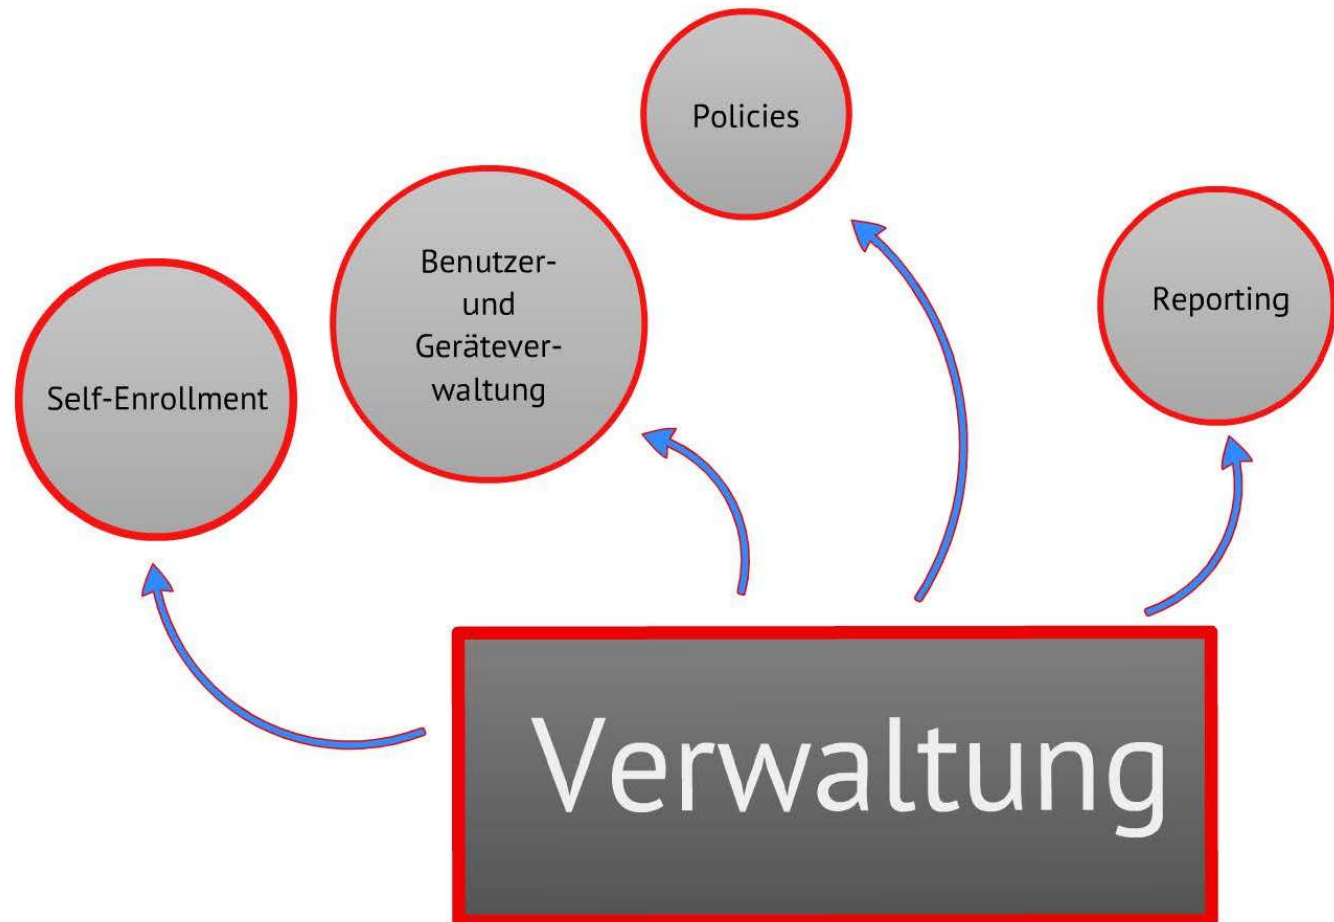 Policies
Benutzer-
und
Gerätever-
waltung
Reporting
Self-Enrollment
Verwaltung